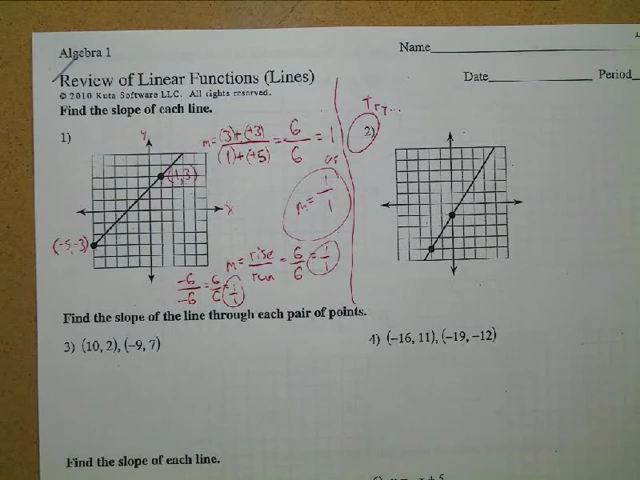 Algebra 1
Name
Review of Linear Functions (Lines)
Date
Period
© 2010 Kuta Software LLC. All rights reserved.
Find the slope of each line.
Try...
1)
y
m = (3)+(+3) / (1)+(+5) = 6/6 = 1
or
m = 1/1
2)
(1,3)
x
(-5,-3)
m = rise/run = 6/6 = 1/1
-6/-6 = 6/6 = 1/1
Find the slope of the line through each pair of points.
3) (10, 2), (−9, 7)
4) (−16, 11), (−19, −12)
Find the slope of each line.